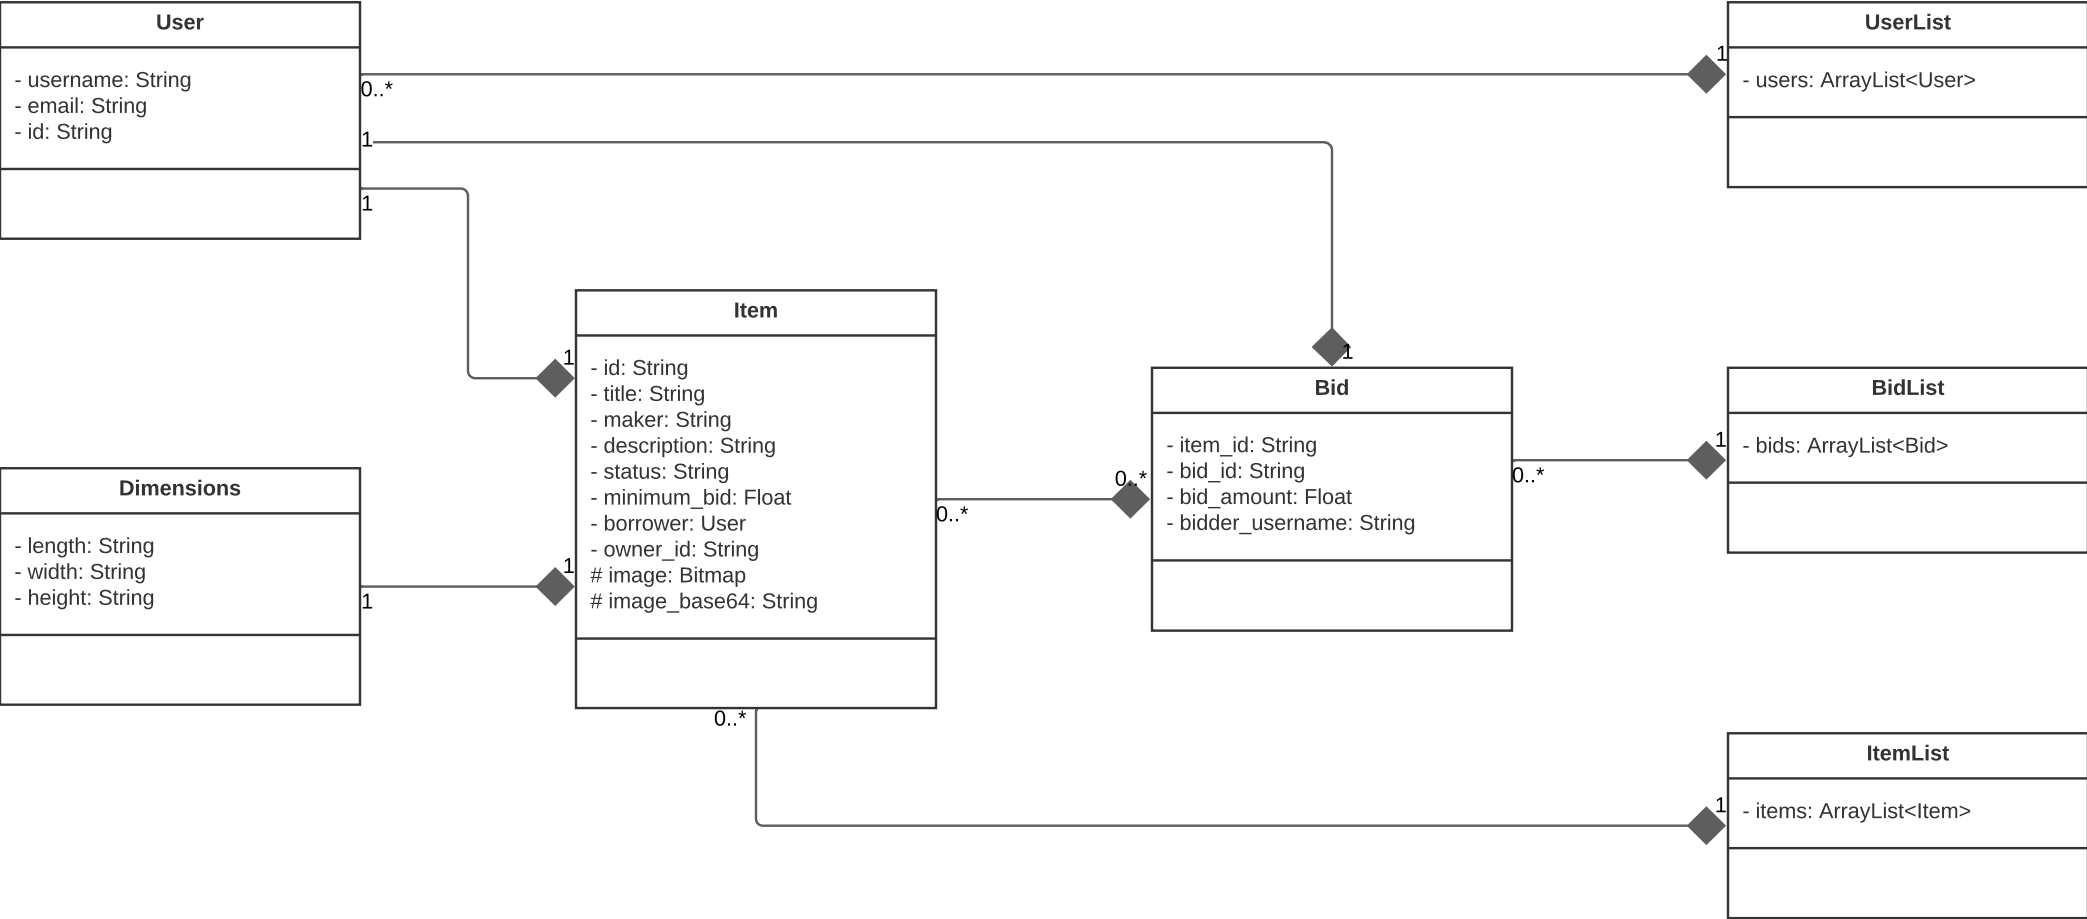 User
- username: String
- email: String
- id: String
0..*
1
1
UserList
1
- users: ArrayList<User>
Item
1
- id: String
- title: String
- maker: String
- description: String
- status: String
- minimum_bid: Float
- borrower: User
- owner_id: String
# image: Bitmap
# image_base64: String
1
0..*
0..*
Dimensions
- length: String
- width: String
- height: String
1
1
Bid
- item_id: String
- bid_id: String
- bid_amount: Float
- bidder_username: String
0..*
0..*
BidList
1
- bids: ArrayList<Bid>
ItemList
1
- items: ArrayList<Item>